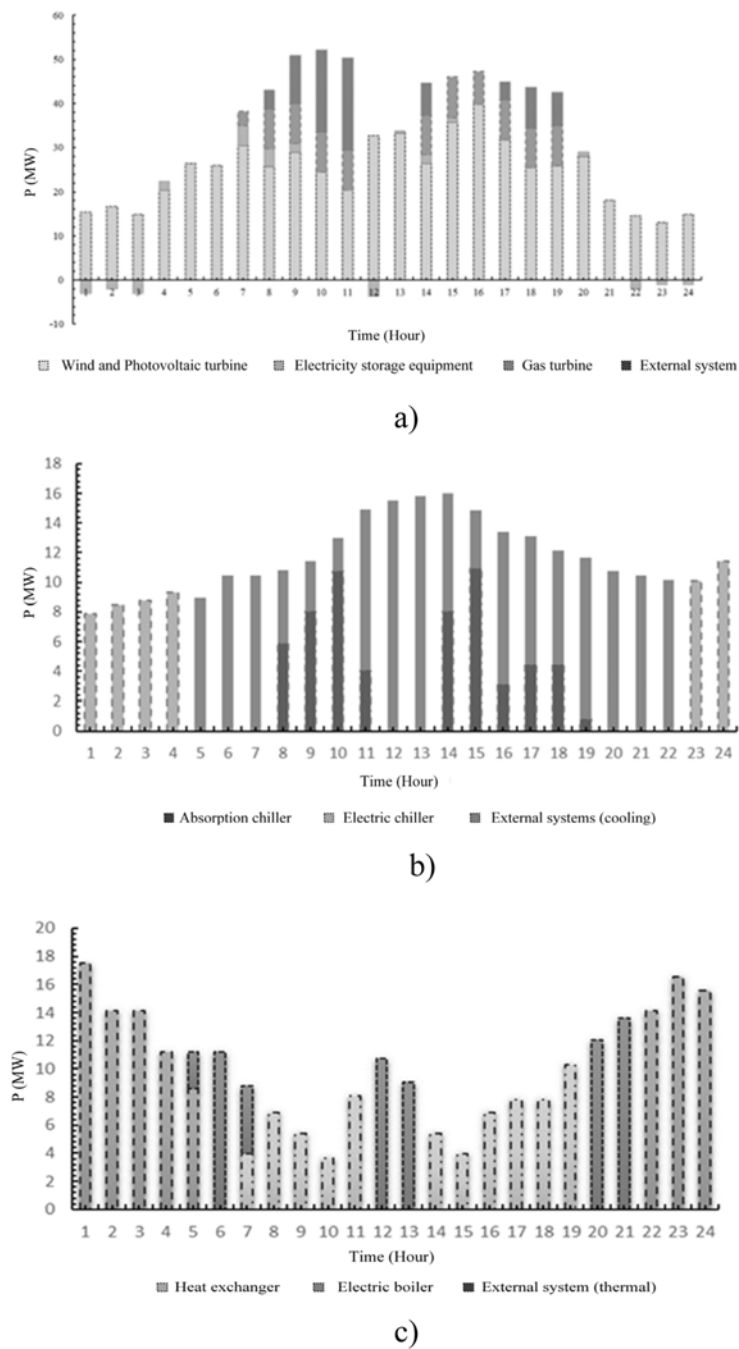 60
50
40
30
20
10
0
-10
P (MW)
1 2 3 4 5 6 7 8 9 10 11 12 13 14 15 16 17 18 19 20 21 22 23 24
Time (Hour)
Wind and Photovoltaic turbine Electricity storage equipment Gas turbine External system
a)
18
16
14
12
10
8
6
4
2
0
P (MW)
1 2 3 4 5 6 7 8 9 10 11 12 13 14 15 16 17 18 19 20 21 22 23 24
Time (Hour)
Absorption chiller Electric chiller External systems (cooling)
b)
20
18
16
14
12
10
8
6
4
2
0
P (MW)
1 2 3 4 5 6 7 8 9 10 11 12 13 14 15 16 17 18 19 20 21 22 23 24
Time (Hour)
Heat exchanger Electric boiler External system (thermal)
c)